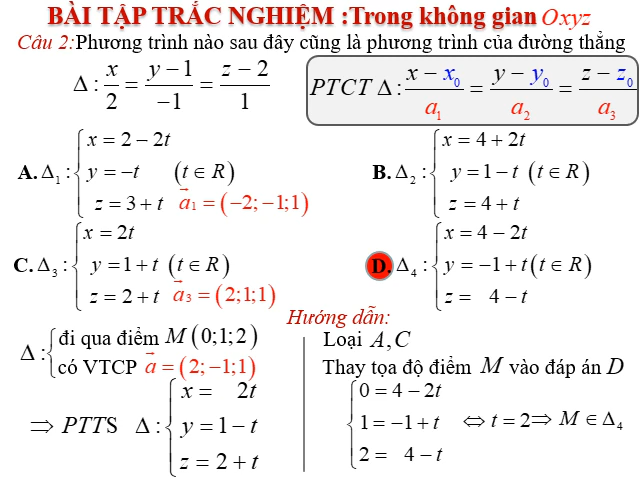 BÀI TẬP TRẮC NGHIỆM :Trong không gian Oxyz
Câu 2:Phương trình nào sau đây cũng là phương trình của đường thẳng
Δ: x/2 = (y−1)/−1 = (z−2)/1
PTCT Δ: (x−x₀)/a₁ = (y−y₀)/a₂ = (z−z₀)/a₃
A. Δ₁: { x = 2−2t
y = −t (t∈R)
z = 3+t a⃗₁ = (−2;−1;1)
B. Δ₂: { x = 4+2t
y = 1−t (t∈R)
z = 4+t
C. Δ₃: { x = 2t
y = 1+t (t∈R)
z = 2+t a⃗₃ = (2;1;1)
D. Δ₄: { x = 4−2t
y = −1+t (t∈R)
z = 4−t
Hướng dẫn:
Δ: { đi qua điểm M(0;1;2)
có VTCP a⃗ = (2;−1;1)
⇒ PTTS Δ: { x = 2t
y = 1−t
z = 2+t
Loại A,C
Thay tọa độ điểm M vào đáp án D
{ 0 = 4−2t
1 = −1+t ⇔ t = 2 ⇒ M∈Δ₄
2 = 4−t